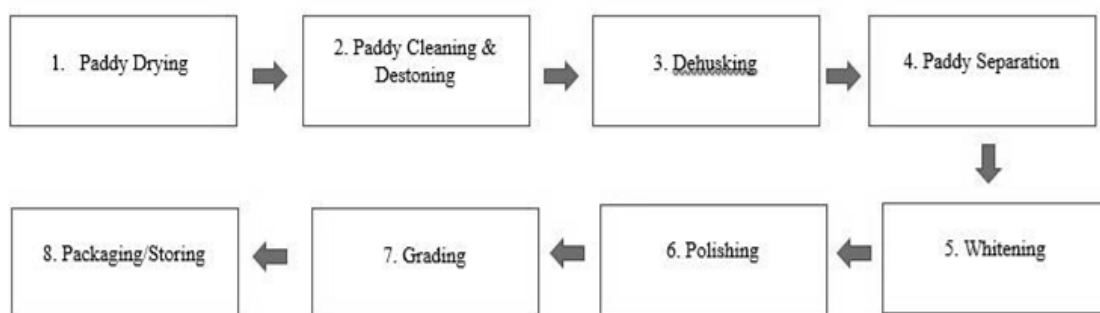 1. Paddy Drying
2. Paddy Cleaning &
Destoning
3. Dehusking
4. Paddy Separation
5. Whitening
6. Polishing
7. Grading
8. Packaging/Storing